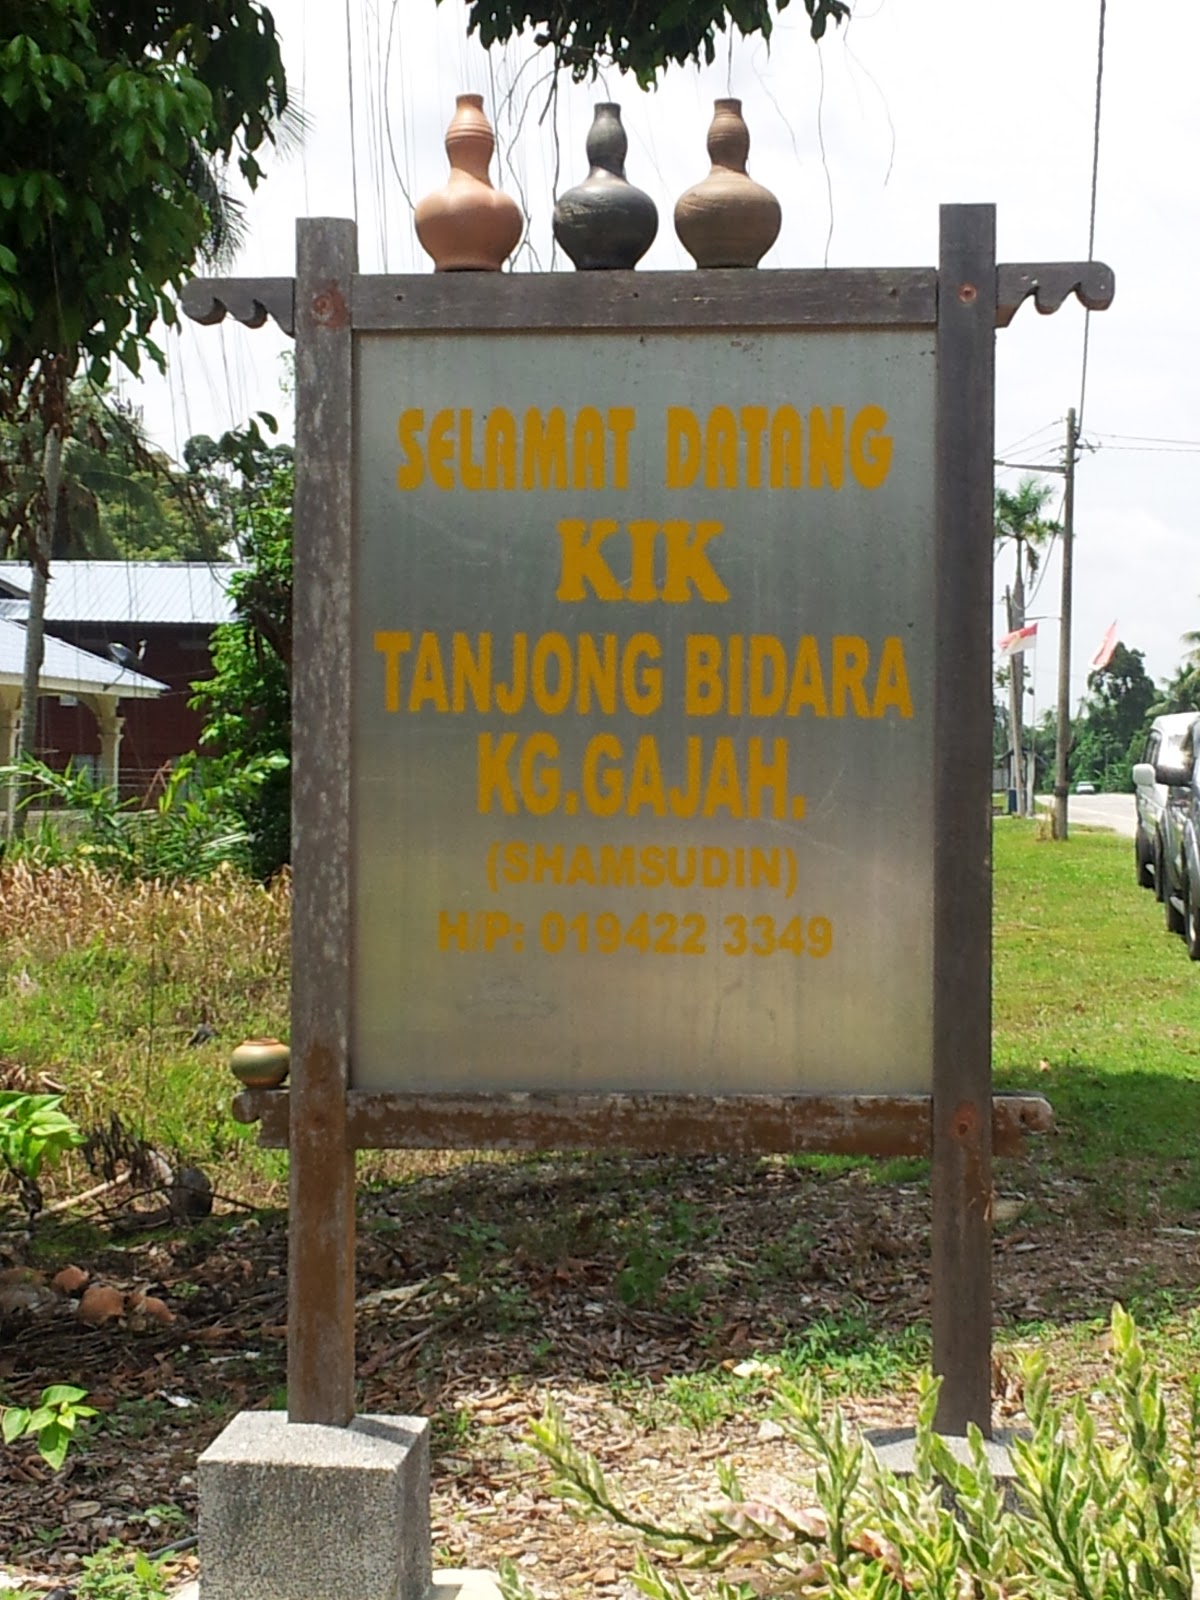 SELAMAT DATANG
KIK
TANJONG BIDARA
KG.GAJAH.
(SHAMSUDIN)
H/P: 019422 3349